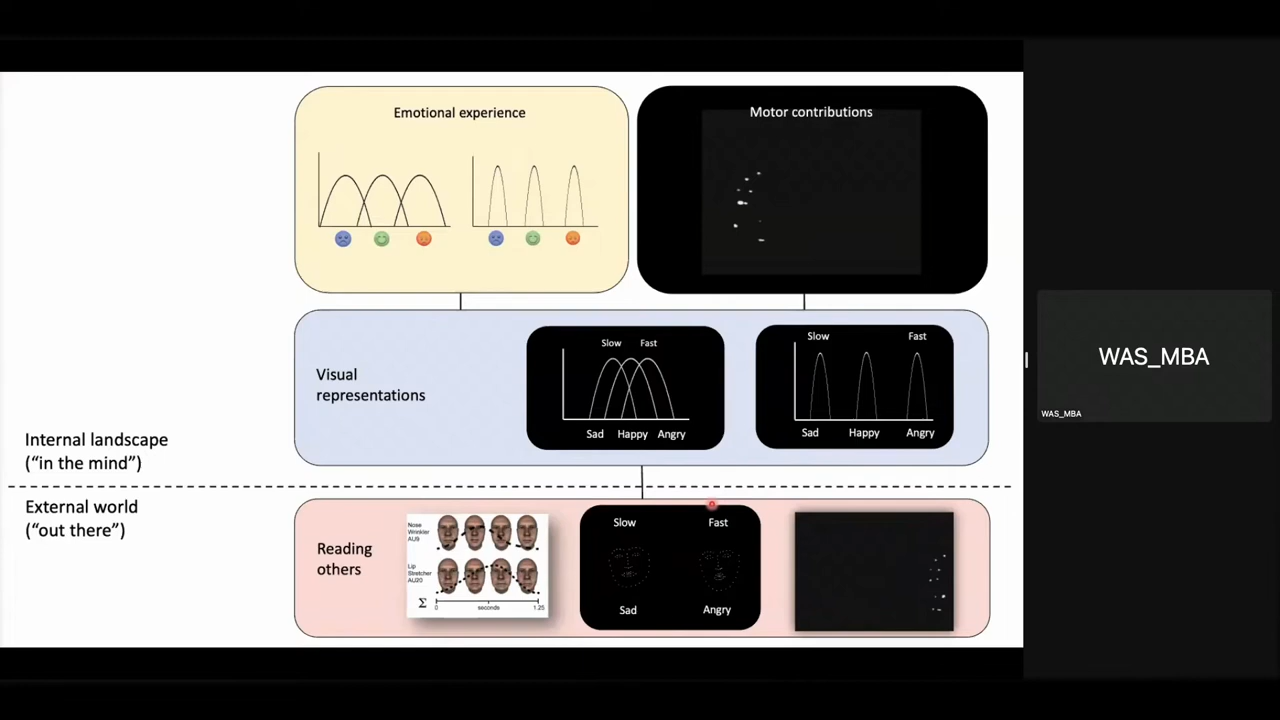 Emotional experience
Motor contributions
Visual
representations
Slow Fast
Sad Happy Angry
Slow Fast
Sad Happy Angry
Internal landscape
(“in the mind”)
External world
(“out there”)
Reading
others
Nose
Wrinkler
AU9
Lip
Stretcher
AU20
Σ
0 seconds 1.25
Slow Fast
Sad Angry
WAS_MBA
WAS_MBA